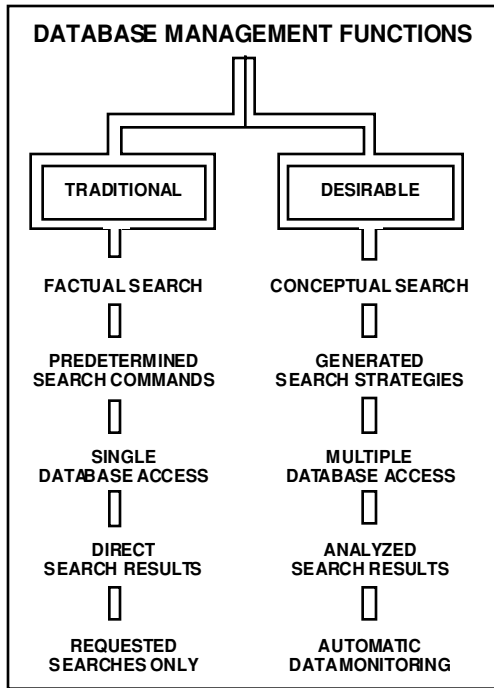 DATABASE MANAGEMENT FUNCTIONS
TRADITIONAL
FACTUAL SEARCH
PREDETERMINED
SEARCH COMMANDS
SINGLE
DATABASE ACCESS
DIRECT
SEARCH RESULTS
REQUESTED
SEARCHES ONLY
DESIRABLE
CONCEPTUAL SEARCH
GENERATED
SEARCH STRATEGIES
MULTIPLE
DATABASE ACCESS
ANALYZED
SEARCH RESULTS
AUTOMATIC
DATAMONITORING